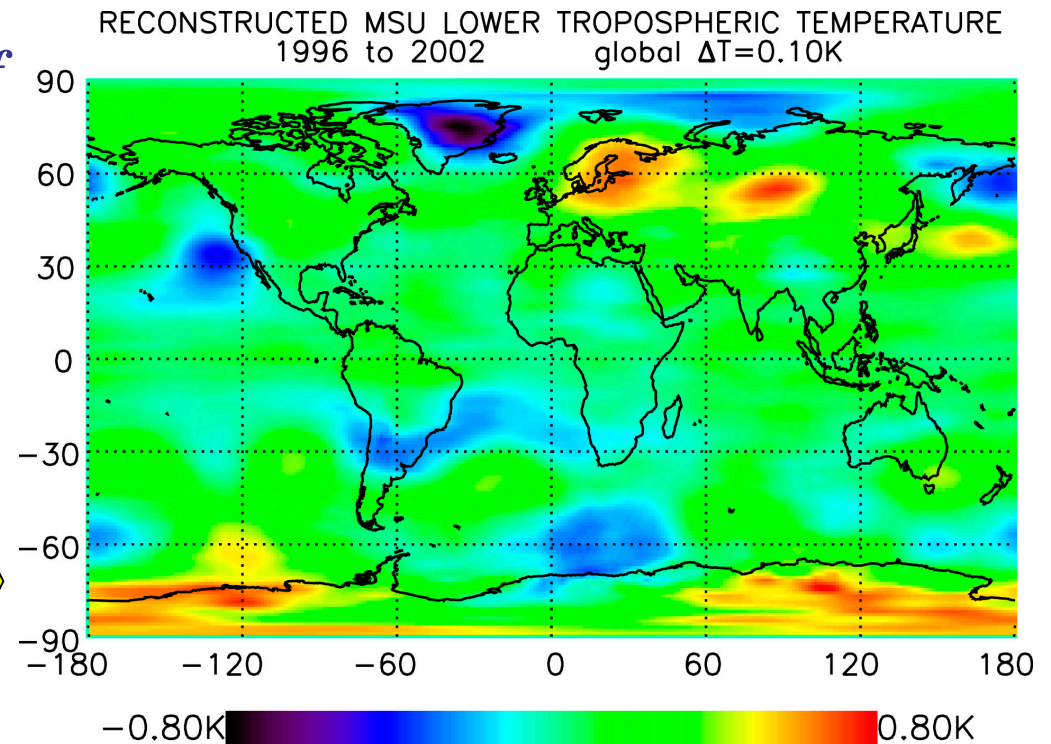 RECONSTRUCTED MSU LOWER TROPOSPHERIC TEMPERATURE
1996 to 2002 global ΔT=0.10K
90
60
30
0
−30
−60
−90
−180 −120 −60 0 60 120 180
−0.80K 0.80K